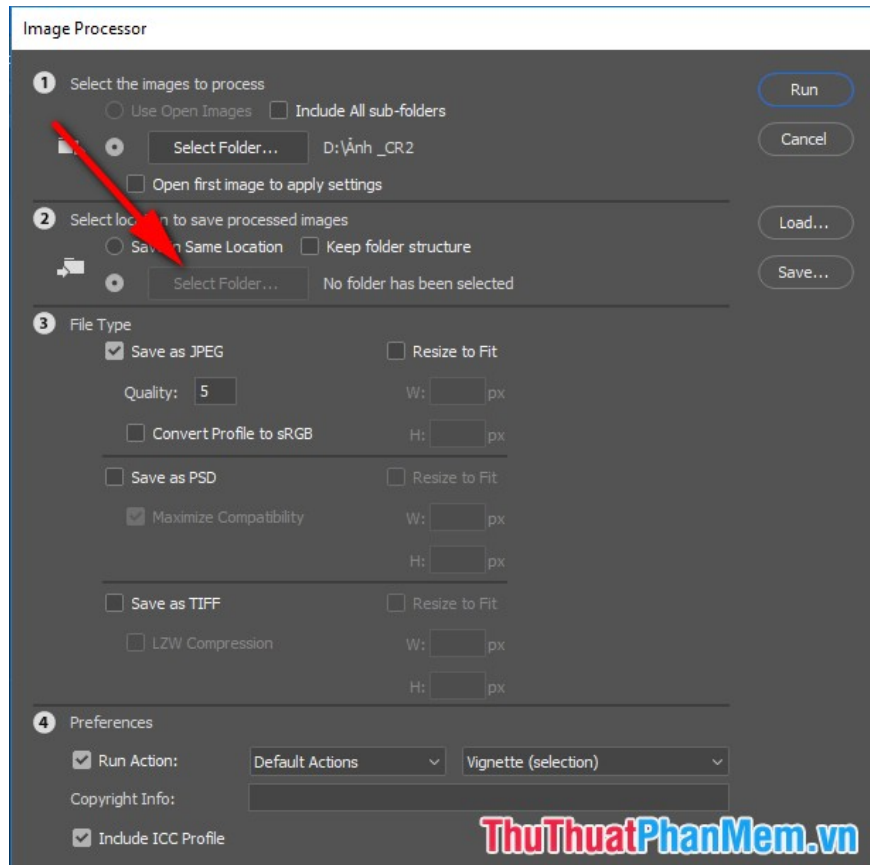 Image Processor
1 Select the images to process
Use Open Images Include All sub-folders
Run
Select Folder... D:\Ảnh _CR2
Cancel
Open first image to apply settings
2 Select location to save processed images
Load...
Save in Same Location Keep folder structure
Select Folder... No folder has been selected
Save...
3 File Type
Save as JPEG Resize to Fit
Quality: 5 W: px
Convert Profile to sRGB H: px
Save as PSD Resize to Fit
Maximize Compatibility W: px
H: px
Save as TIFF Resize to Fit
LZW Compression W: px
H: px
4 Preferences
Run Action: Default Actions Vignette (selection)
Copyright Info:
Include ICC Profile
ThuThuatPhanMem.vn